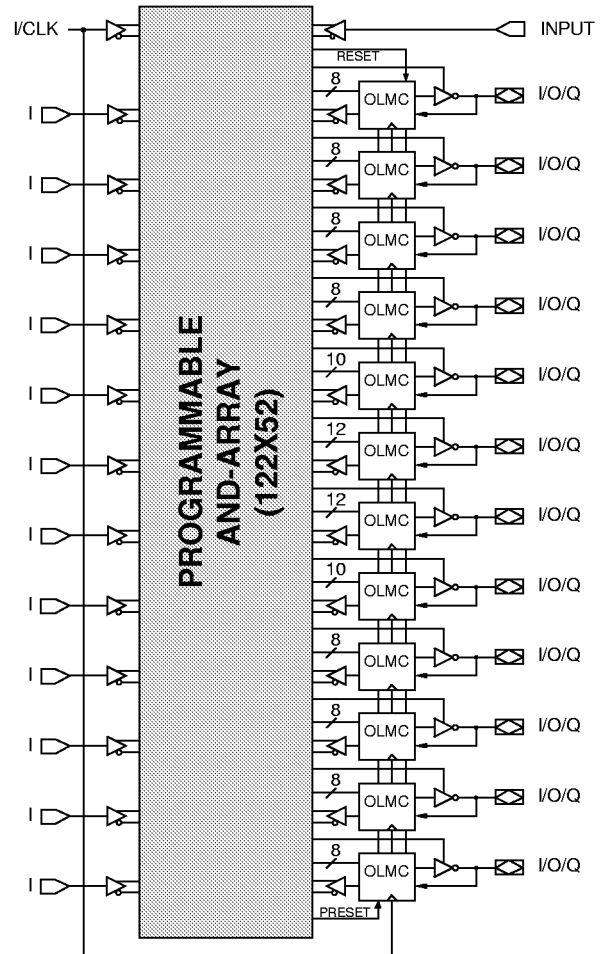 I/CLK
INPUT
RESET
8
OLMC
I/O/Q
I
8
OLMC
I/O/Q
I
8
OLMC
I/O/Q
I
8
OLMC
I/O/Q
I
10
OLMC
I/O/Q
I
12
OLMC
I/O/Q
I
12
OLMC
I/O/Q
I
10
OLMC
I/O/Q
I
8
OLMC
I/O/Q
I
8
OLMC
I/O/Q
I
8
OLMC
I/O/Q
I
8
OLMC
I/O/Q
I
PRESET
PROGRAMMABLE
AND-ARRAY
(122X52)